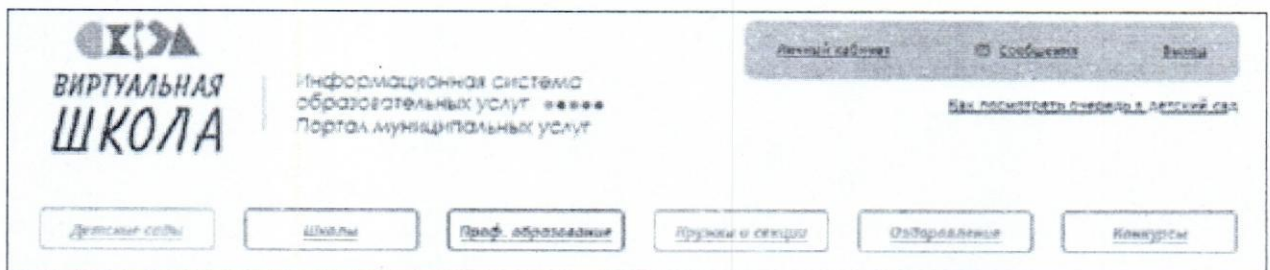 ВИРТУАЛЬНАЯ
ШКОЛА
Информационная система
образовательных услуг
Портал муниципальных услуг
Личный кабинет
Сообщения
Выход
Как посмотреть очередь в детский сад
Детские сады
Школы
Проф. образование
Кружки и секции
Оздоровление
Конкурсы